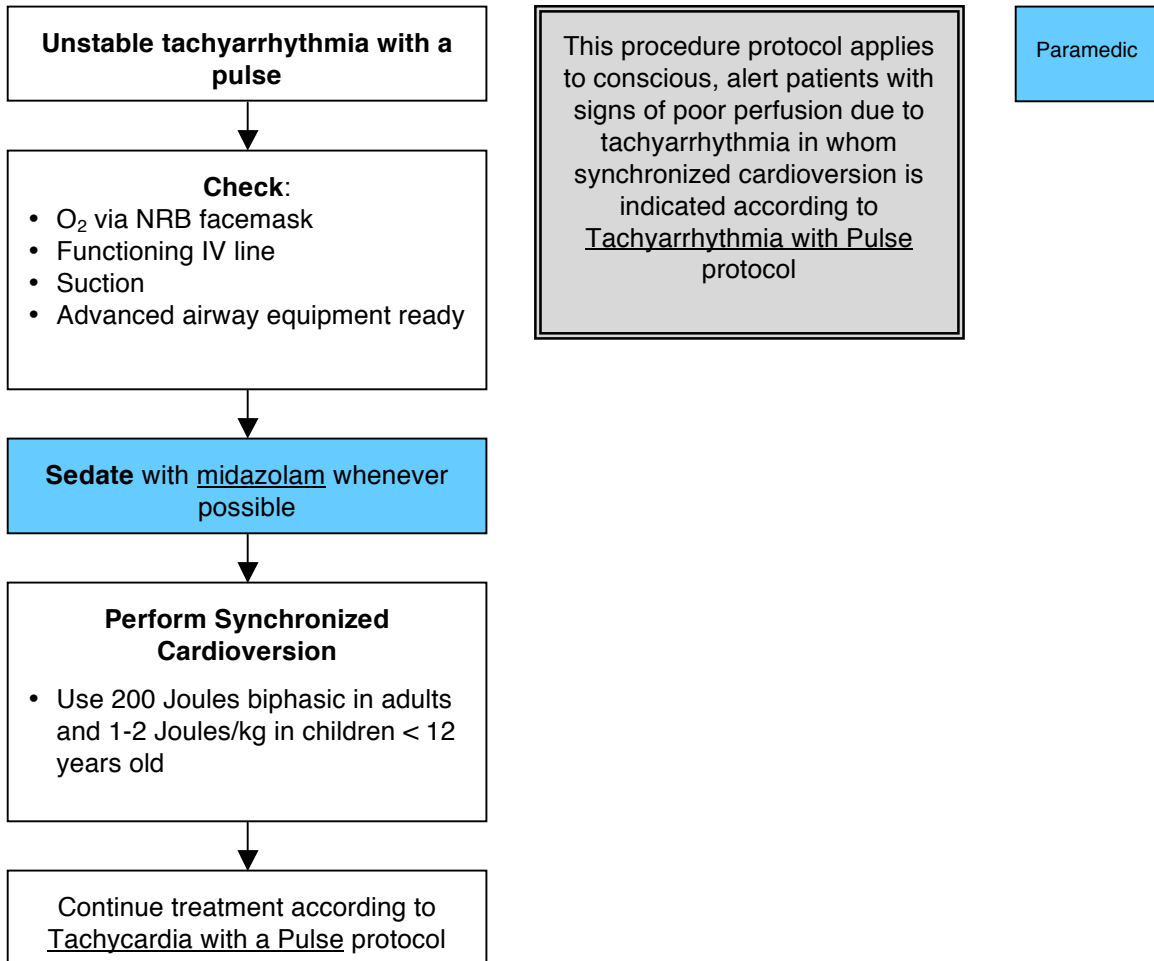 Unstable tachyarrhythmia with a
pulse
Check:
• O₂ via NRB facemask
• Functioning IV line
• Suction
• Advanced airway equipment ready
Sedate with midazolam whenever
possible
Perform Synchronized
Cardioversion
• Use 200 Joules biphasic in adults
and 1-2 Joules/kg in children < 12
years old
Continue treatment according to
Tachycardia with a Pulse protocol
This procedure protocol applies
to conscious, alert patients with
signs of poor perfusion due to
tachyarrhythmia in whom
synchronized cardioversion is
indicated according to
Tachyarrhythmia with Pulse
protocol
Paramedic